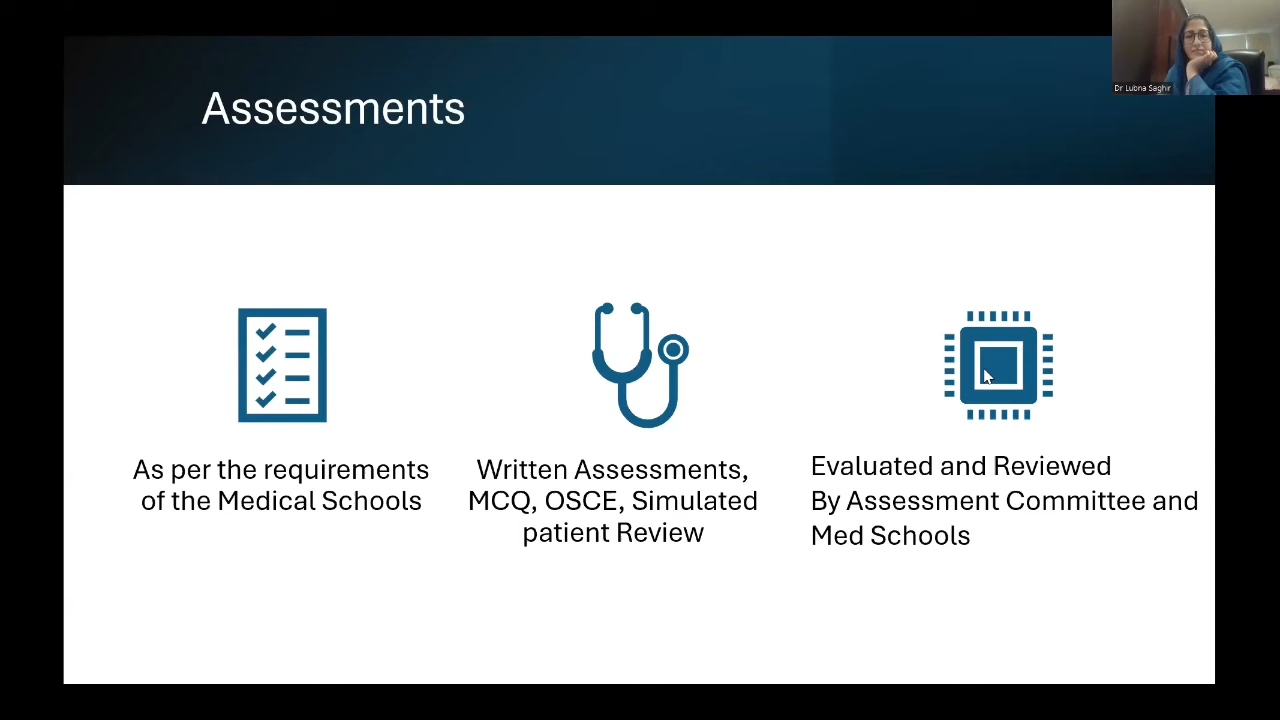 Assessments
Dr Lubna Saghir
As per the requirements
of the Medical Schools
Written Assessments,
MCQ, OSCE, Simulated
patient Review
Evaluated and Reviewed
By Assessment Committee and
Med Schools